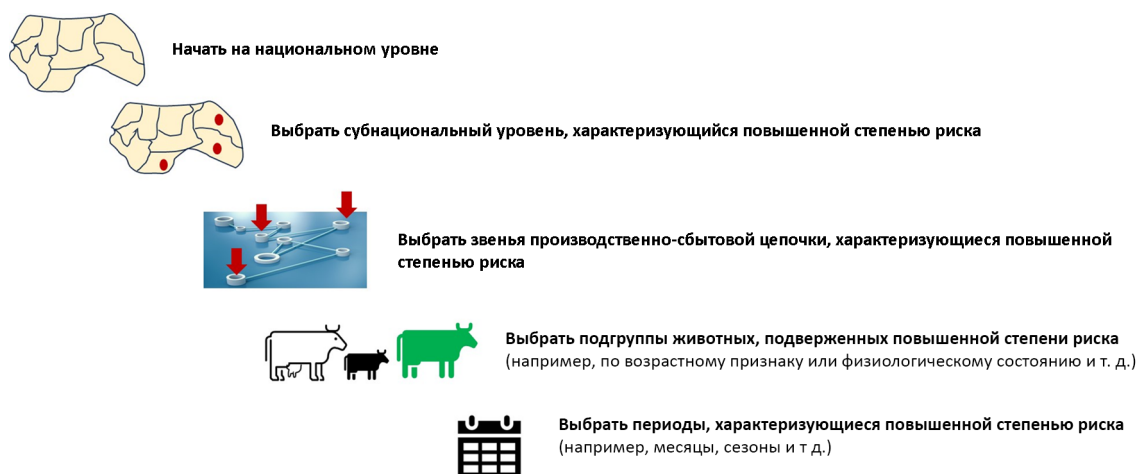 Начать на национальном уровне
Выбрать субнациональный уровень, характеризующийся повышенной степенью риска
Выбрать звенья производственно-сбытовой цепочки, характеризующиеся повышенной
степенью риска
Выбрать подгруппы животных, подверженных повышенной степени риска
(например, по возрастному признаку или физиологическому состоянию и т. д.)
Выбрать периоды, характеризующиеся повышенной степенью риска
(например, месяцы, сезоны и т д.)